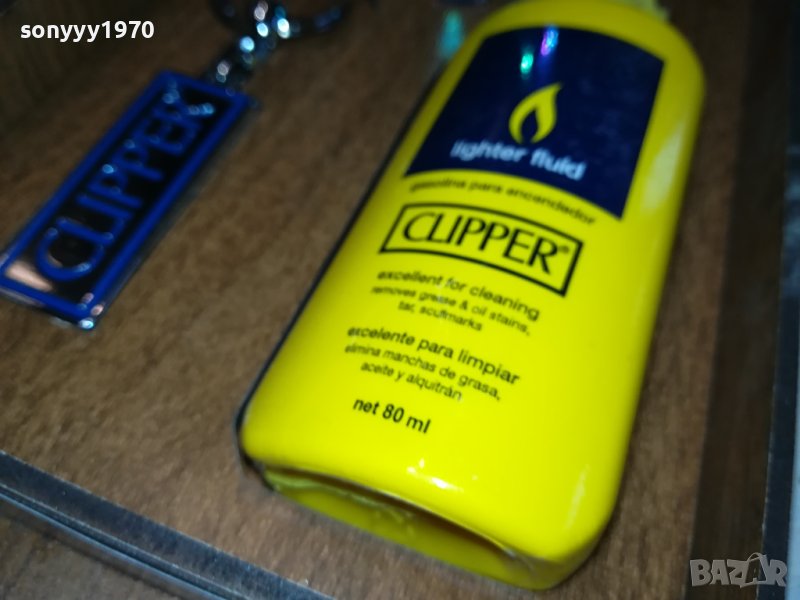 sonyyy1970
CLIPPER
lighter fluid
gasolina para encendedor
CLIPPER®
excellent for cleaning
removes grease & oil stains,
tar, scuffmarks
excelente para limpiar
elimina manchas de grasa,
aceite y alquitrán
net 80 ml
BAZAR